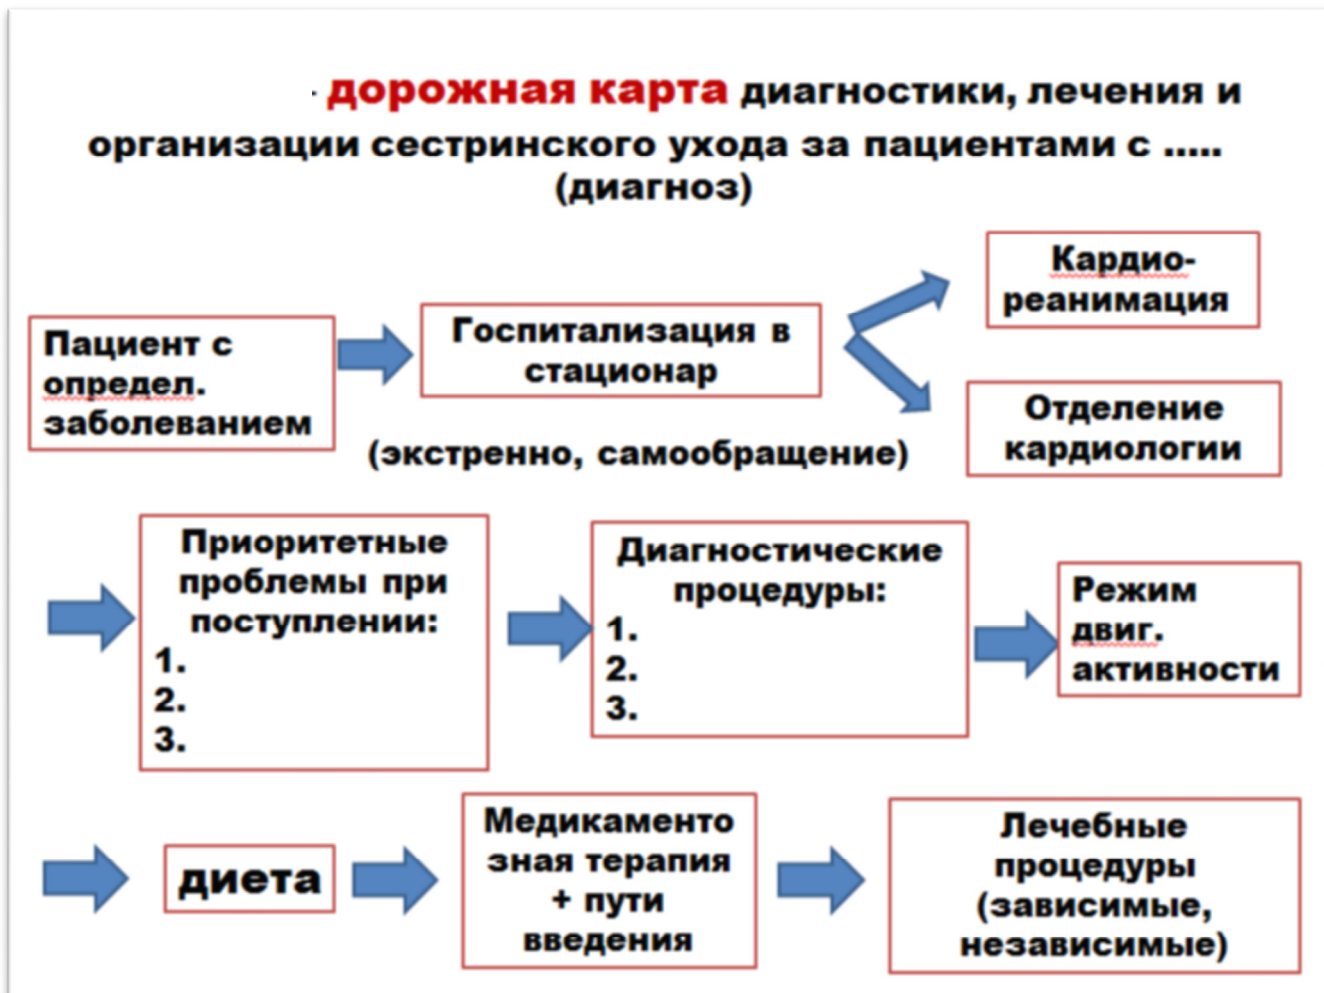 дорожная карта диагностики, лечения и
организации сестринского ухода за пациентами с .....
(диагноз)
Пациент с
определ.
заболеванием
Госпитализация в
стационар
(экстренно, самообращение)
Кардио-
реанимация
Отделение
кардиологии
Приоритетные
проблемы при
поступлении:
1.
2.
3.
Диагностические
процедуры:
1.
2.
3.
Режим
двиг.
активности
диета
Медикаменто
зная терапия
+ пути
введения
Лечебные
процедуры
(зависимые,
независимые)